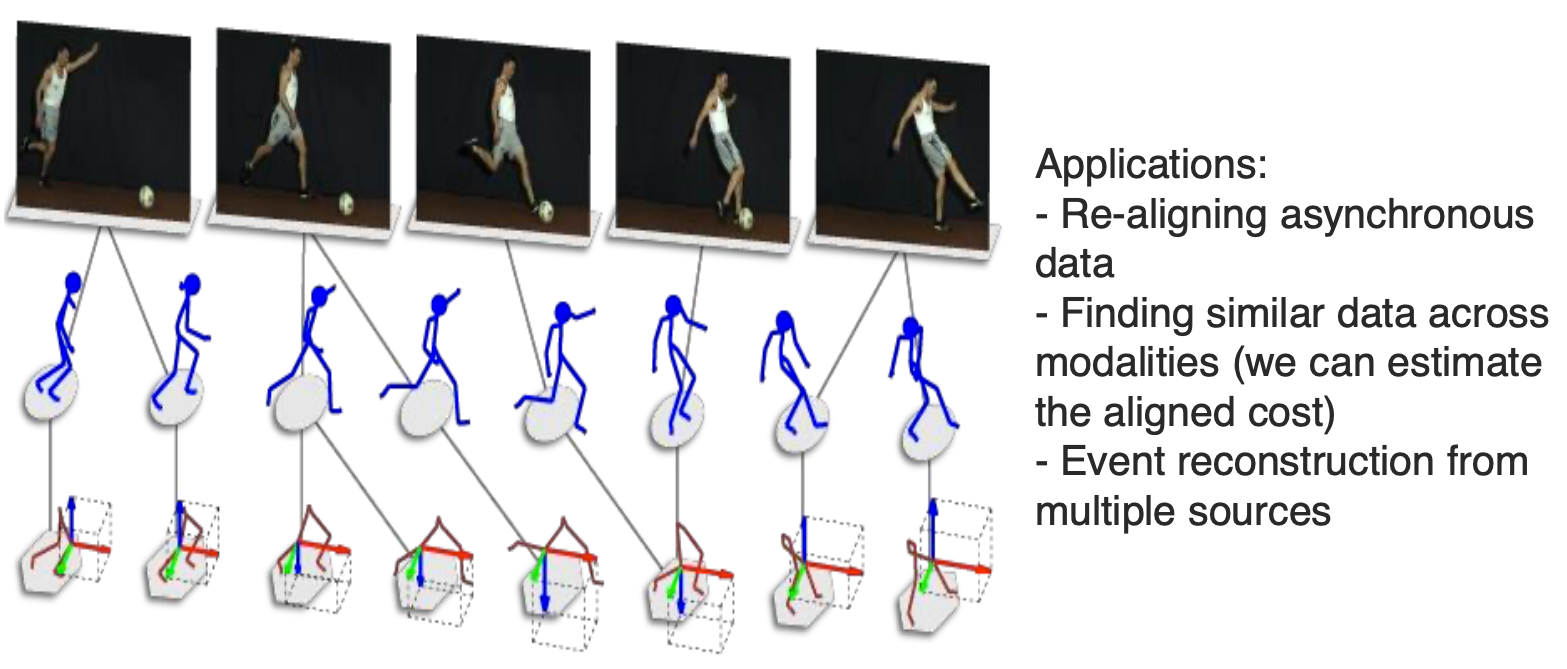 Applications:
- Re-aligning asynchronous
data
- Finding similar data across
modalities (we can estimate
the aligned cost)
- Event reconstruction from
multiple sources